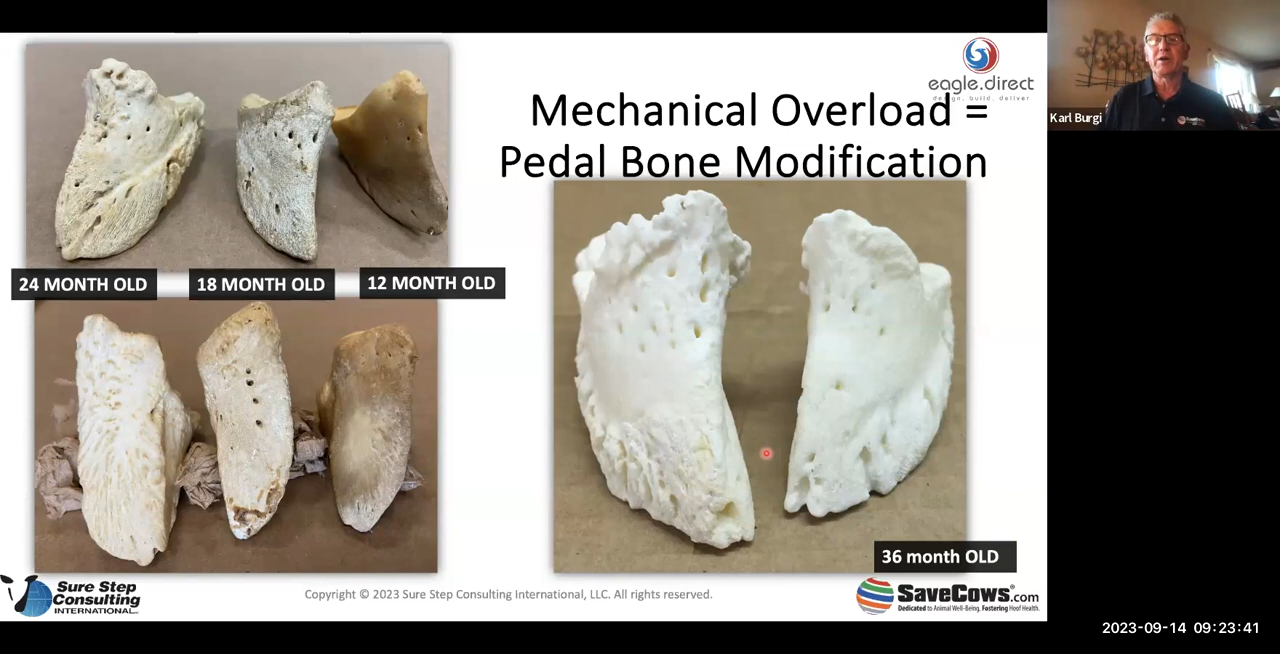 eagle.direct
design. build. deliver
Mechanical Overload =
Pedal Bone Modification
Karl Burgi
24 MONTH OLD
18 MONTH OLD
12 MONTH OLD
36 month OLD
Sure Step
Consulting
INTERNATIONAL
Copyright © 2023 Sure Step Consulting International, LLC. All rights reserved.
SaveCows.com
Dedicated to Animal Well-Being. Fostering Hoof Health.
2023-09-14 09:23:41